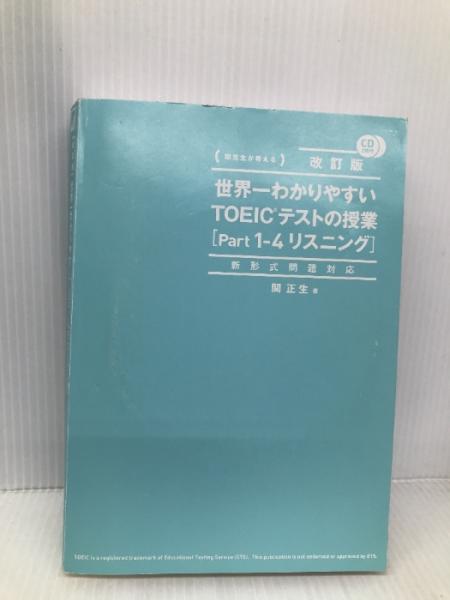 CD
(関先生が教える)
改訂版
世界一わかりやすい
TOEIC®テストの授業
[Part 1-4 リスニング]
新形式問題対応
関 正生 著
TOEIC is a registered trademark of Educational Testing Service (ETS). This publication is not endorsed or approved by ETS.